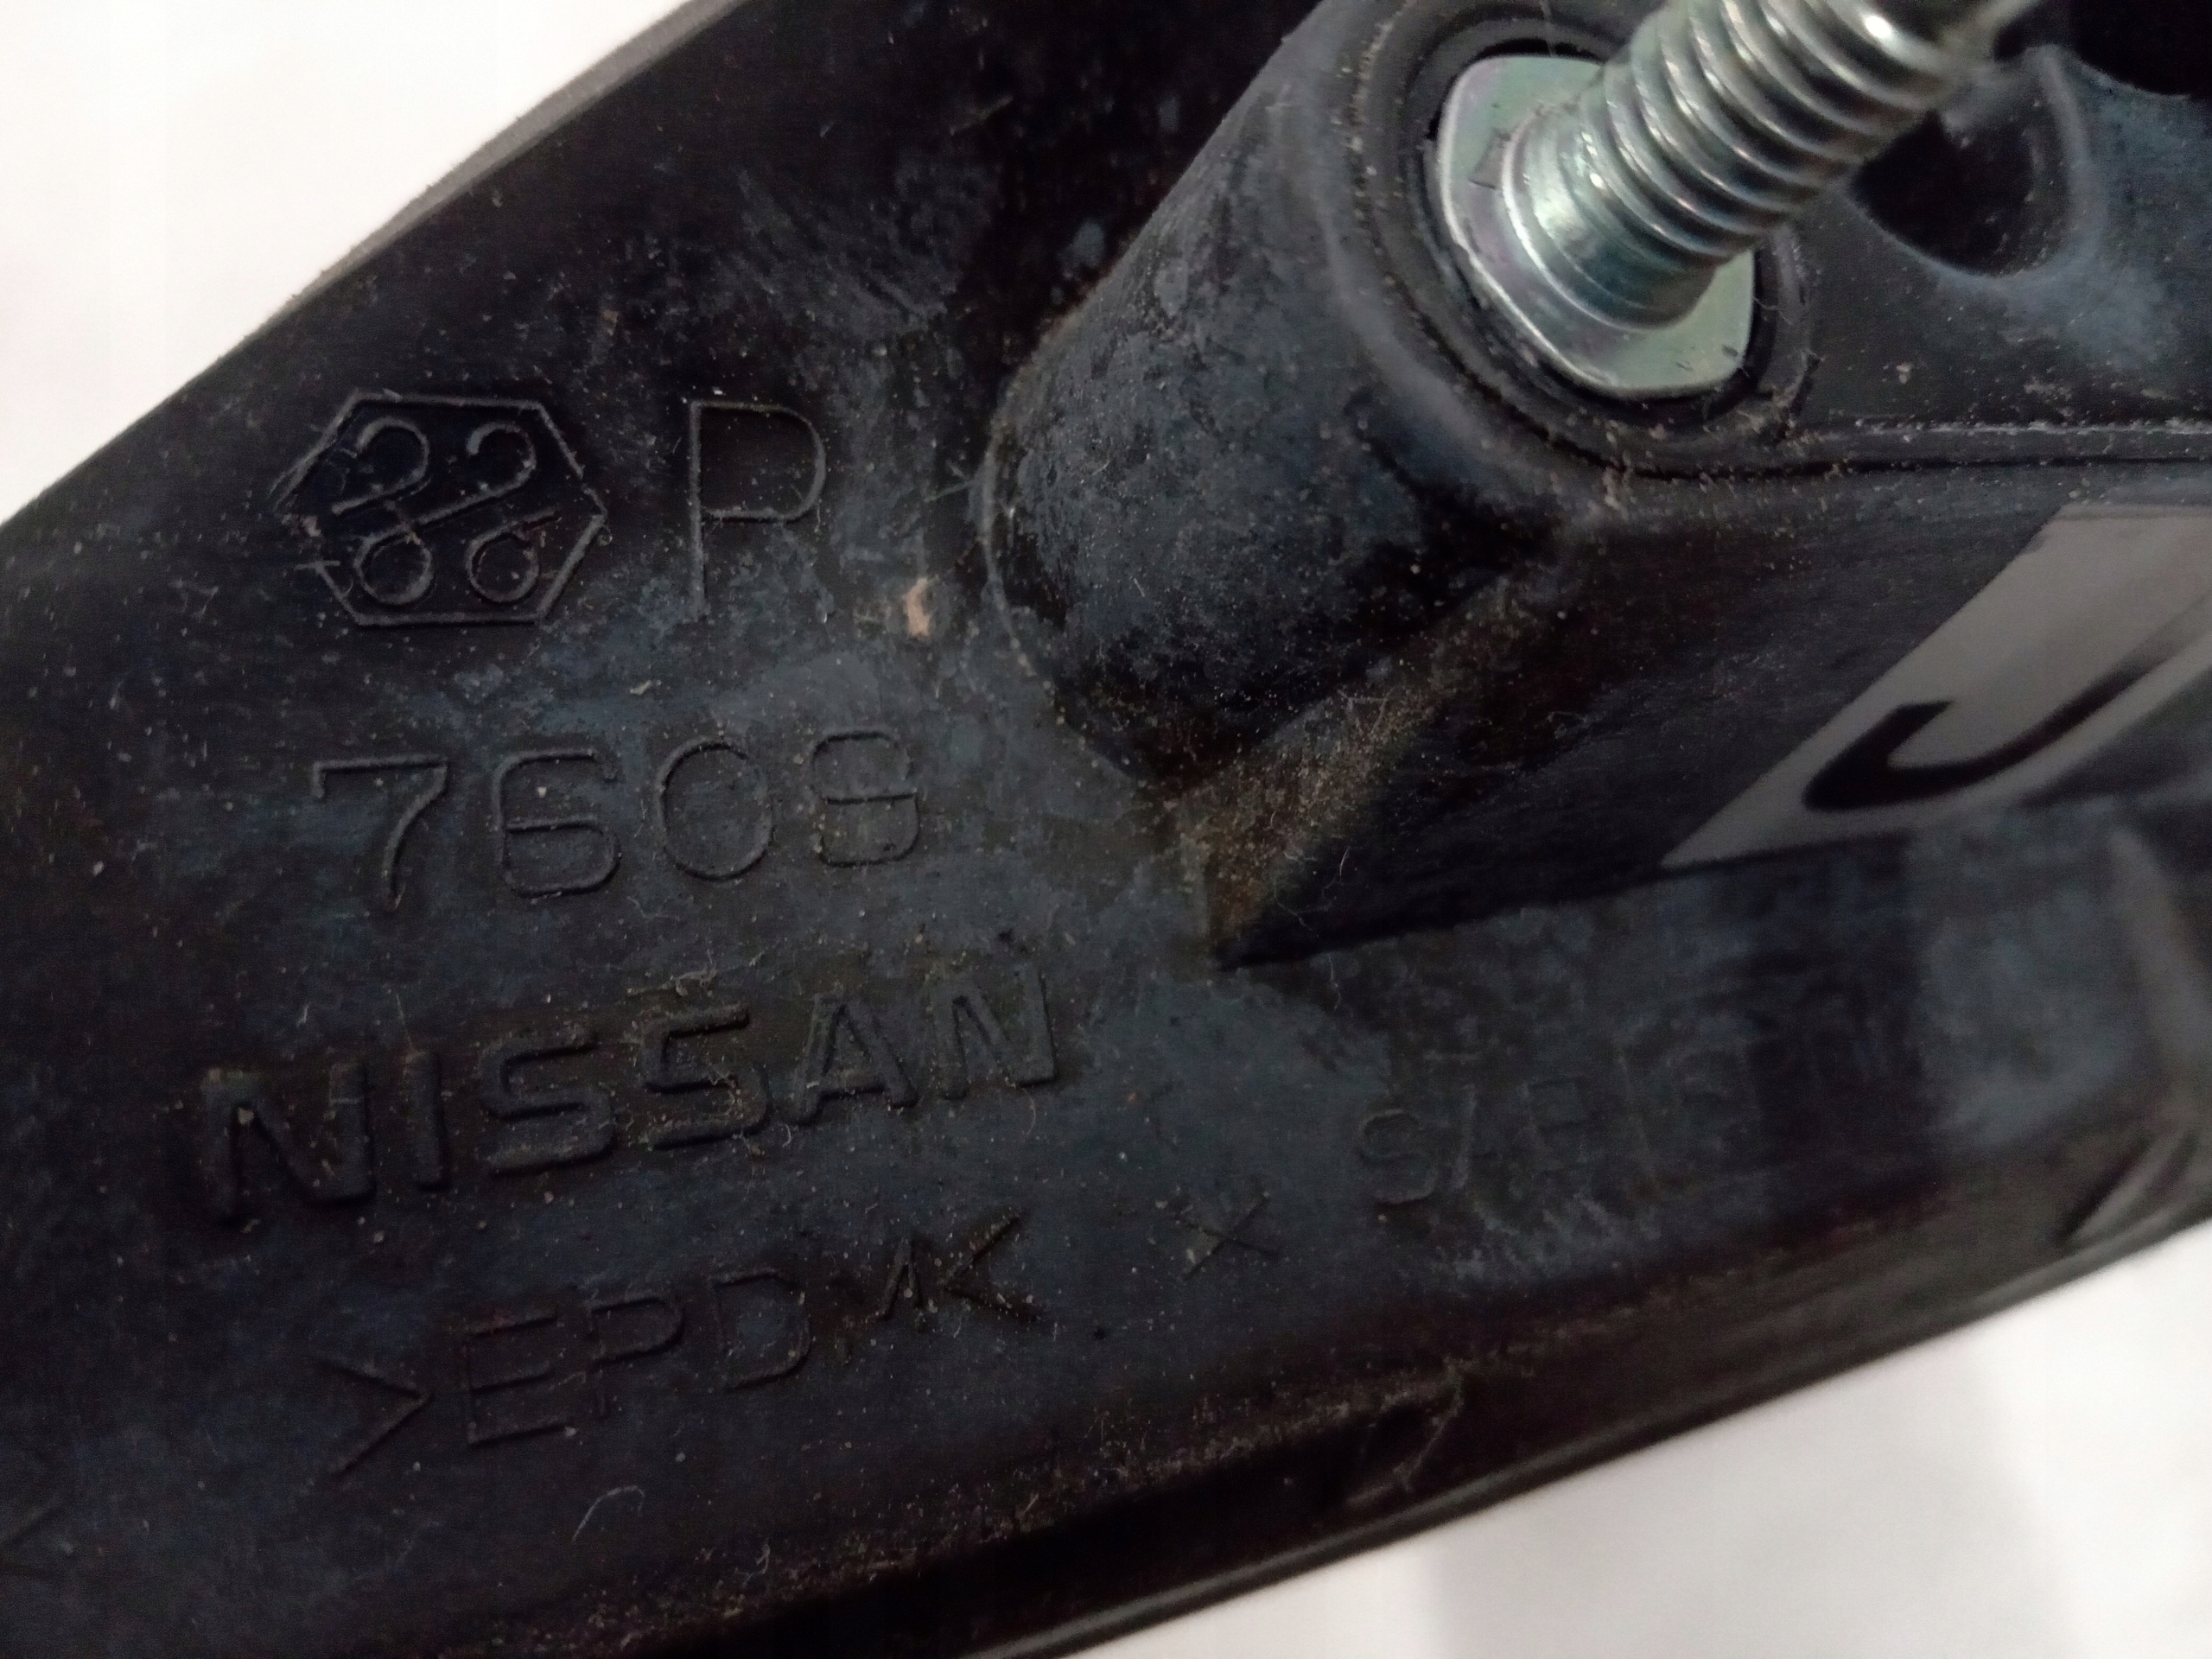 P
7609
NISSAN
>EPDM<
J